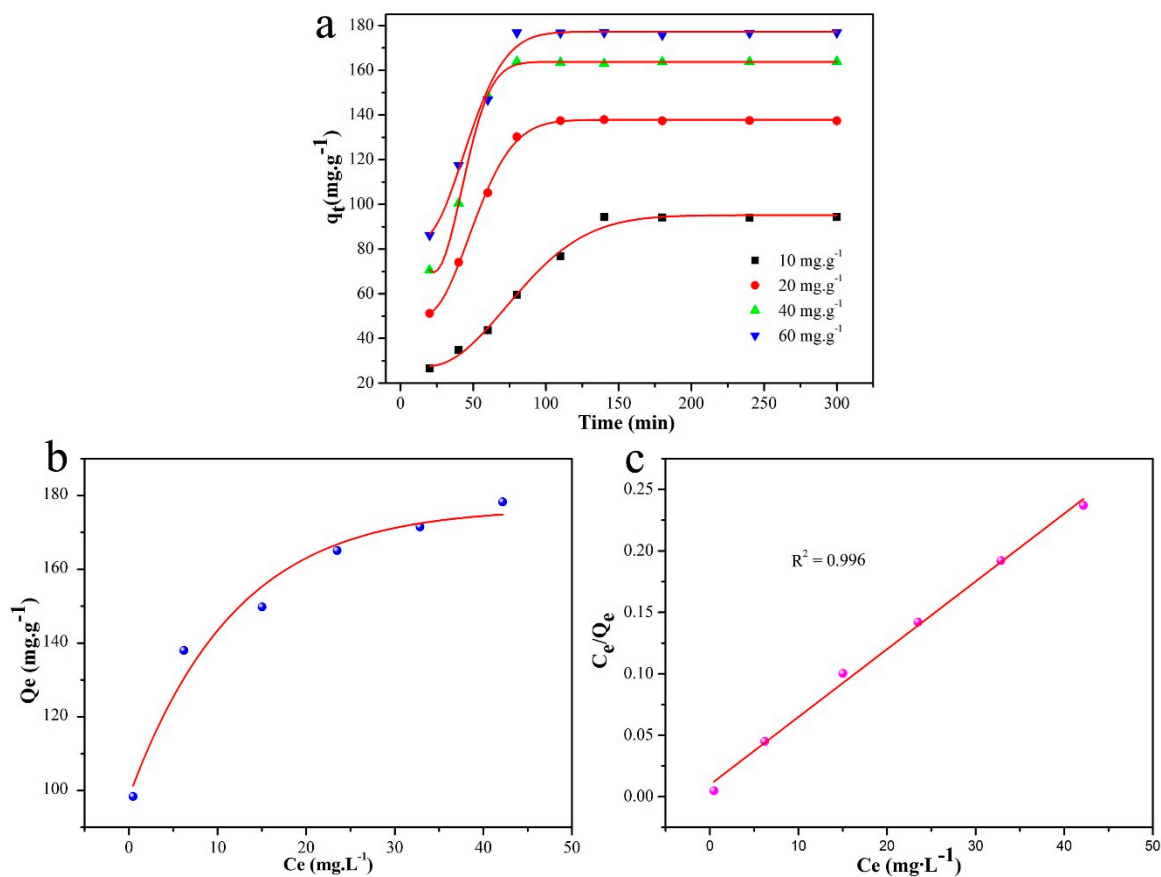 a
180
160
140
120
100
80
60
40
20
qt(mg.g-1)
0
50
100
150
200
250
300
Time (min)
10 mg.g-1
20 mg.g-1
40 mg.g-1
60 mg.g-1
b
180
160
140
120
100
Qe (mg.g-1)
0
10
20
30
40
50
Ce (mg.L-1)
c
0.25
0.20
0.15
0.10
0.05
0.00
Ce/Qe
R2 = 0.996
0
10
20
30
40
50
Ce (mg·L-1)